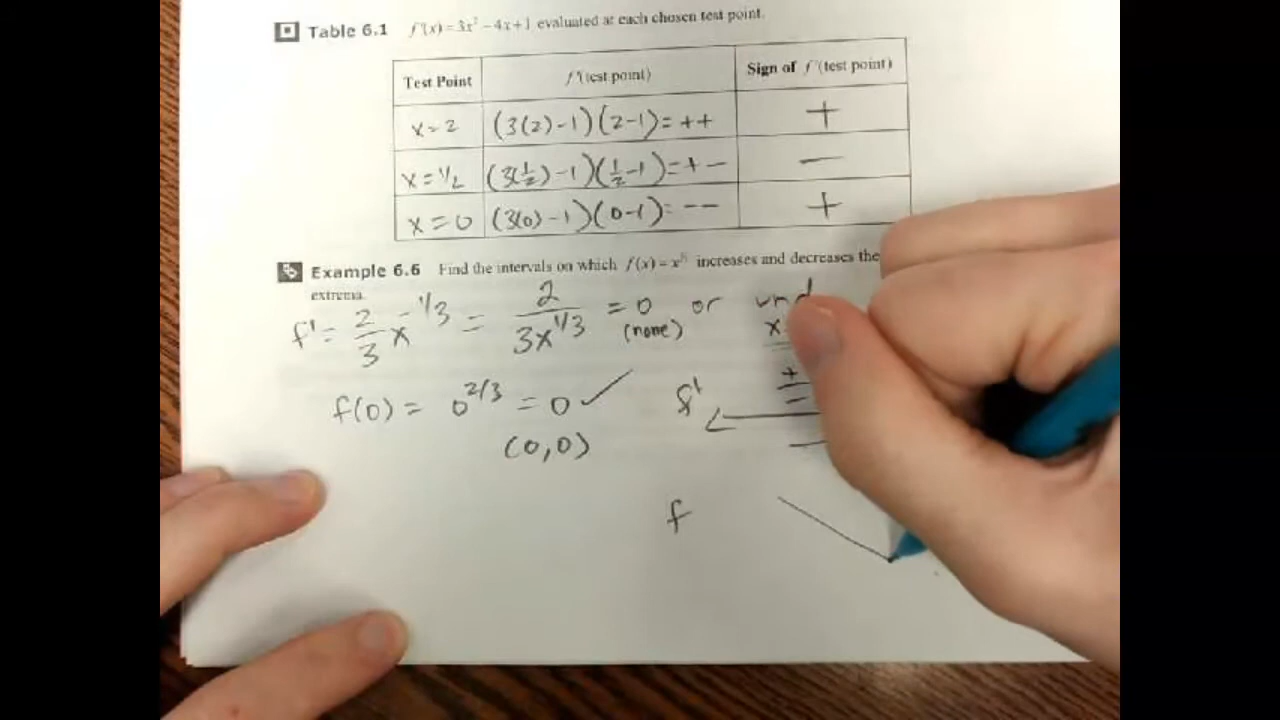 Table 6.1 f'(x) = 3x² − 4x + 1 evaluated at each chosen test point.
Test Point f'(test point) Sign of f'(test point)
x = 2 (3(2) - 1)(2 - 1) = ++ +
x = 1/2 (3(1/2) - 1)(1/2 - 1) = + - −
x = 0 (3(0) - 1)(0 - 1) = -- +
Example 6.6 Find the intervals on which f(x) = x^⅔ increases and decreases the
extrema.
f' = 2/3 x^-1/3 = 2/3x^1/3 = 0 or und
(none) x
f(0) = 0^2/3 = 0 ✓ f' + −
(0,0) −
f